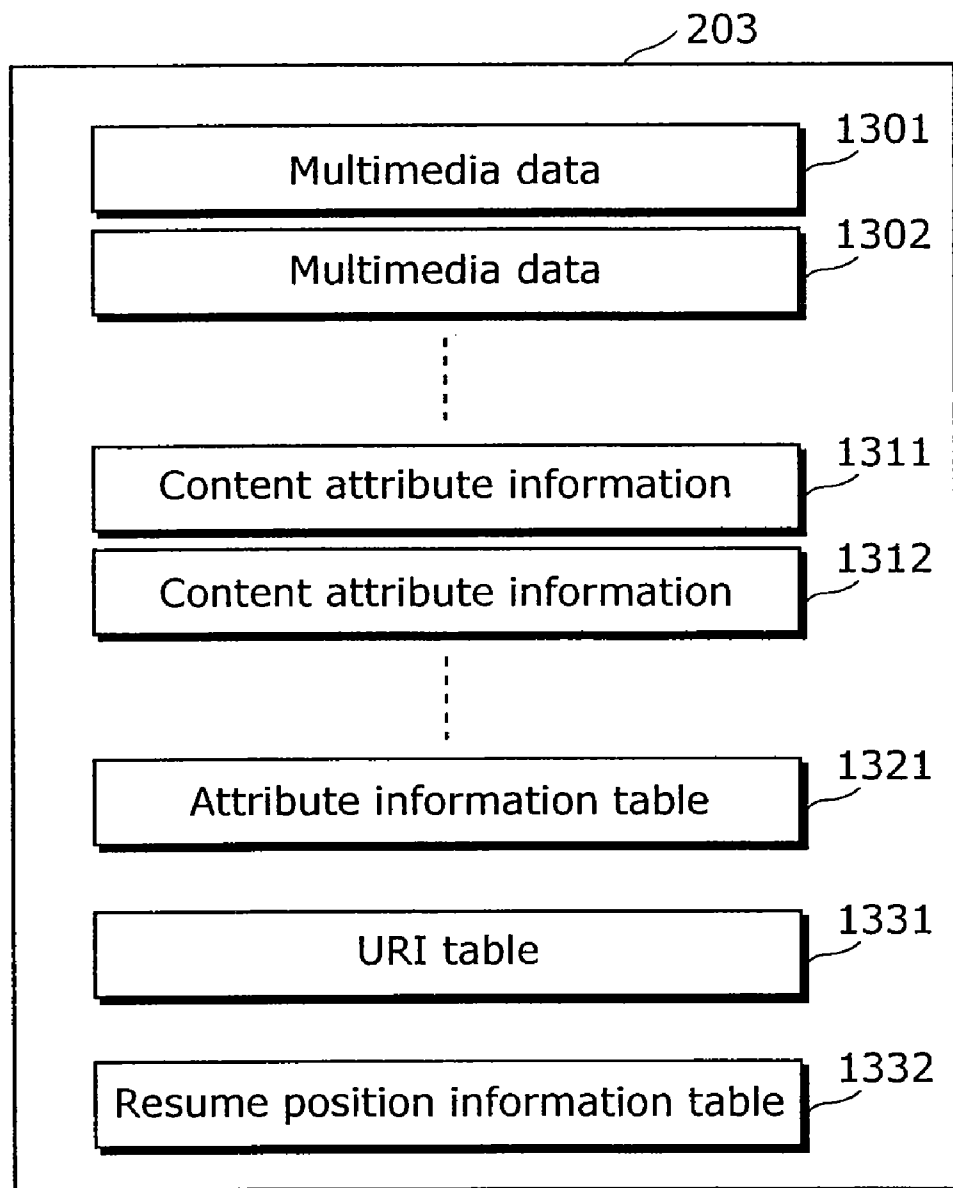 203
1301
Multimedia data
1302
Multimedia data
1311
Content attribute information
1312
Content attribute information
1321
Attribute information table
1331
URI table
1332
Resume position information table